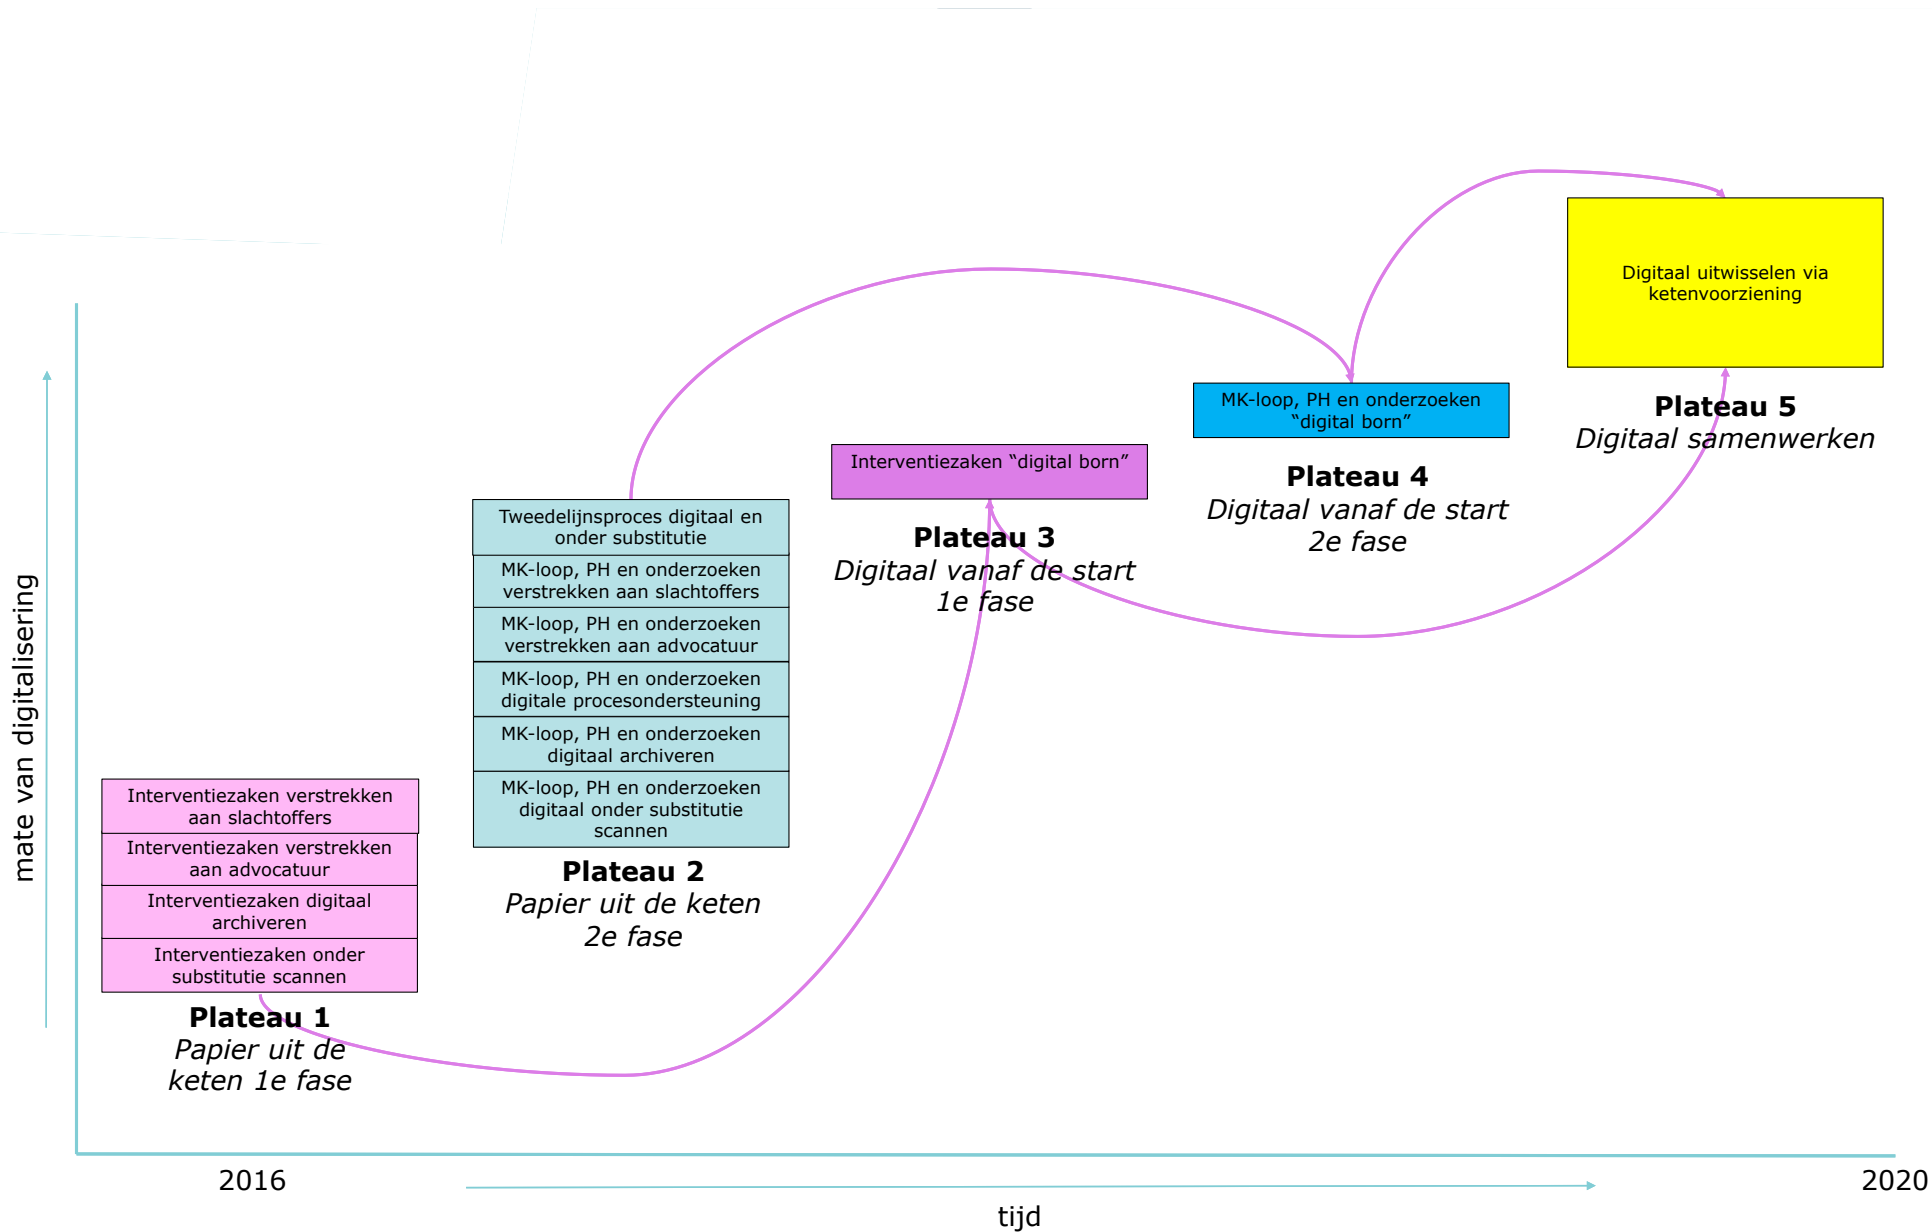 Digitaal uitwisselen via
ketenvoorziening
Plateau 5
Digitaal samenwerken
MK-loop, PH en onderzoeken
“digital born”
Plateau 4
Digitaal vanaf de start
2e fase
Interventiezaken “digital born”
Plateau 3
Digitaal vanaf de start
1e fase
Tweedelijnsproces digitaal en
onder substitutie
MK-loop, PH en onderzoeken
verstrekken aan slachtoffers
MK-loop, PH en onderzoeken
verstrekken aan advocatuur
MK-loop, PH en onderzoeken
digitale procesondersteuning
MK-loop, PH en onderzoeken
digitaal archiveren
MK-loop, PH en onderzoeken
digitaal onder substitutie
scannen
Plateau 2
Papier uit de keten
2e fase
Interventiezaken verstrekken
aan slachtoffers
Interventiezaken verstrekken
aan advocatuur
Interventiezaken digitaal
archiveren
Interventiezaken onder
substitutie scannen
Plateau 1
Papier uit de
keten 1e fase
mate van digitalisering
2016
2020
tijd